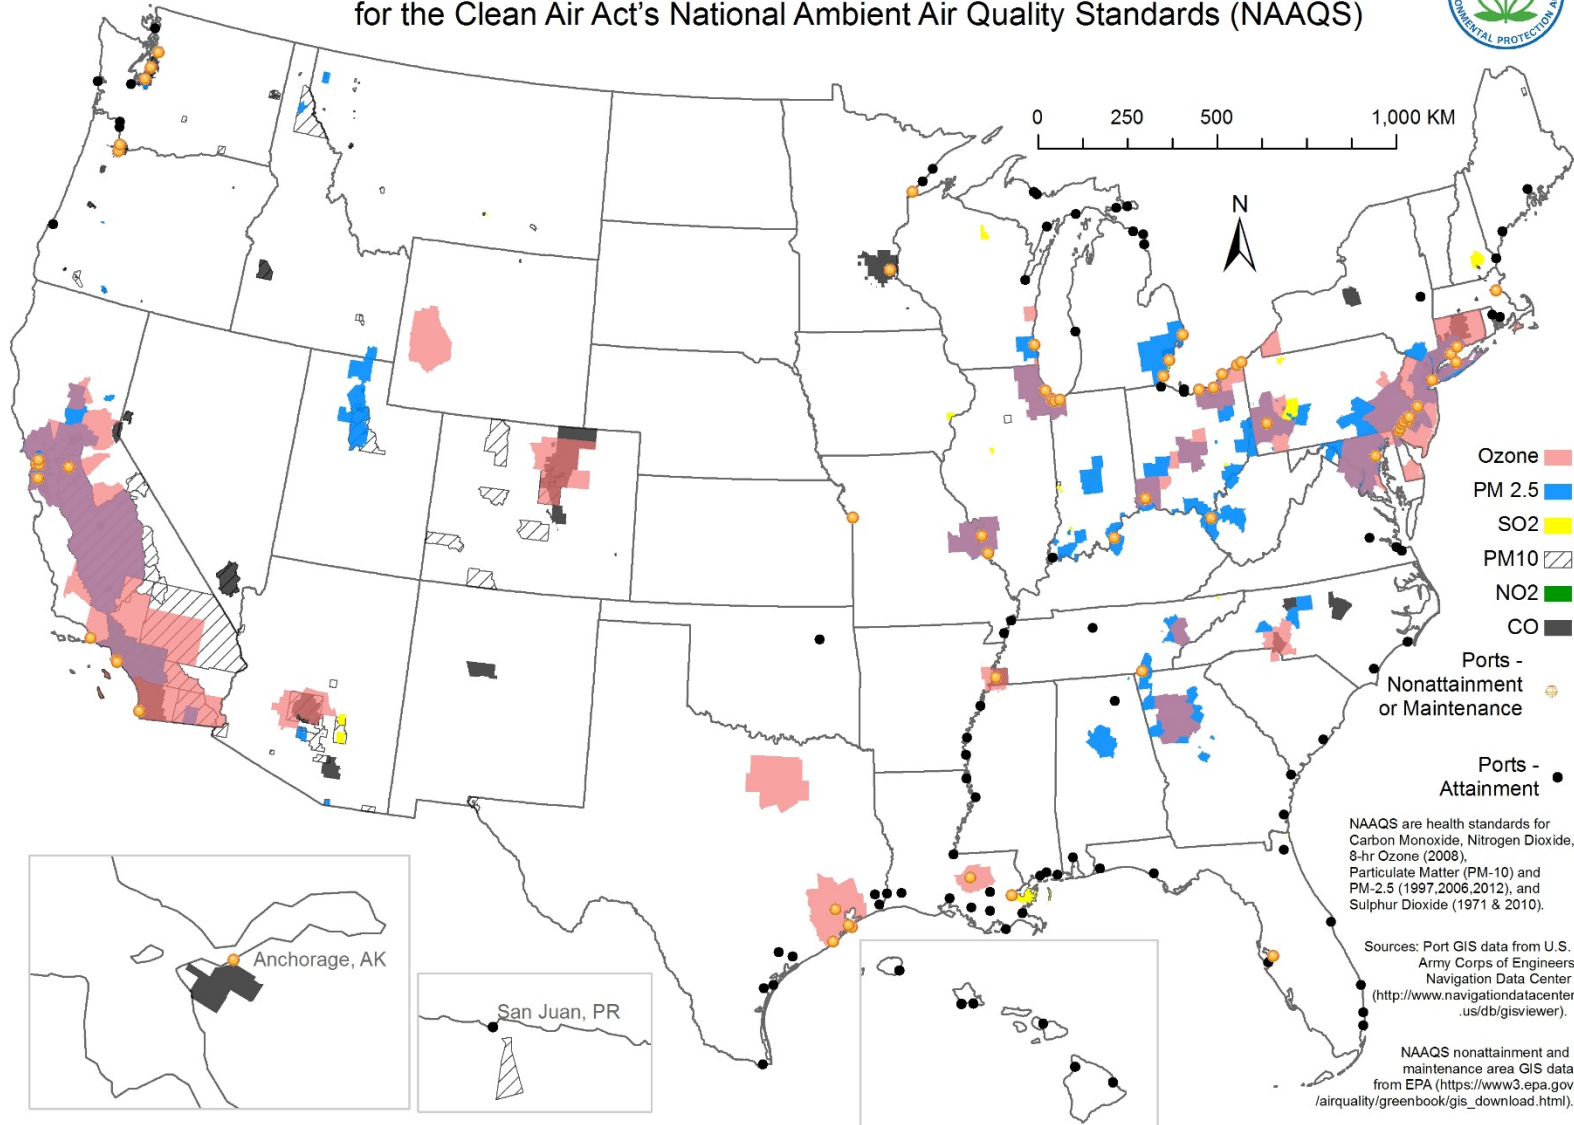 for the Clean Air Act's National Ambient Air Quality Standards (NAAQS)
PROTECTION
0 250 500 1,000 KM
N
Ozone
PM 2.5
SO2
PM10
NO2
CO
Ports -
Nonattainment
or Maintenance
Ports -
Attainment
NAAQS are health standards for
Carbon Monoxide, Nitrogen Dioxide,
8-hr Ozone (2008),
Particulate Matter (PM-10) and
PM-2.5 (1997,2006,2012), and
Sulphur Dioxide (1971 & 2010).
Sources: Port GIS data from U.S.
Army Corps of Engineers
Navigation Data Center
(http://www.navigationdatacenter
.us/db/gisviewer).
NAAQS nonattainment and
maintenance area GIS data
from EPA (https://www3.epa.gov
/airquality/greenbook/gis_download.html).
Anchorage, AK
San Juan, PR